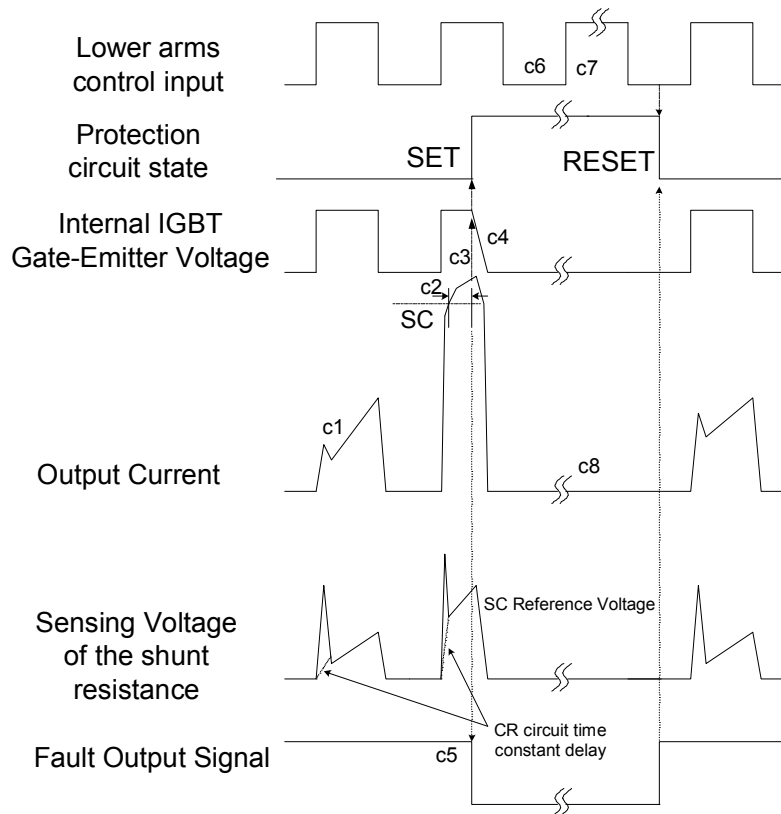 Lower arms
control input
c6
c7
Protection
circuit state
SET
RESET
Internal IGBT
Gate-Emitter Voltage
c4
c3
c2
SC
c1
Output Current
c8
SC Reference Voltage
Sensing Voltage
of the shunt
resistance
CR circuit time
constant delay
Fault Output Signal
c5